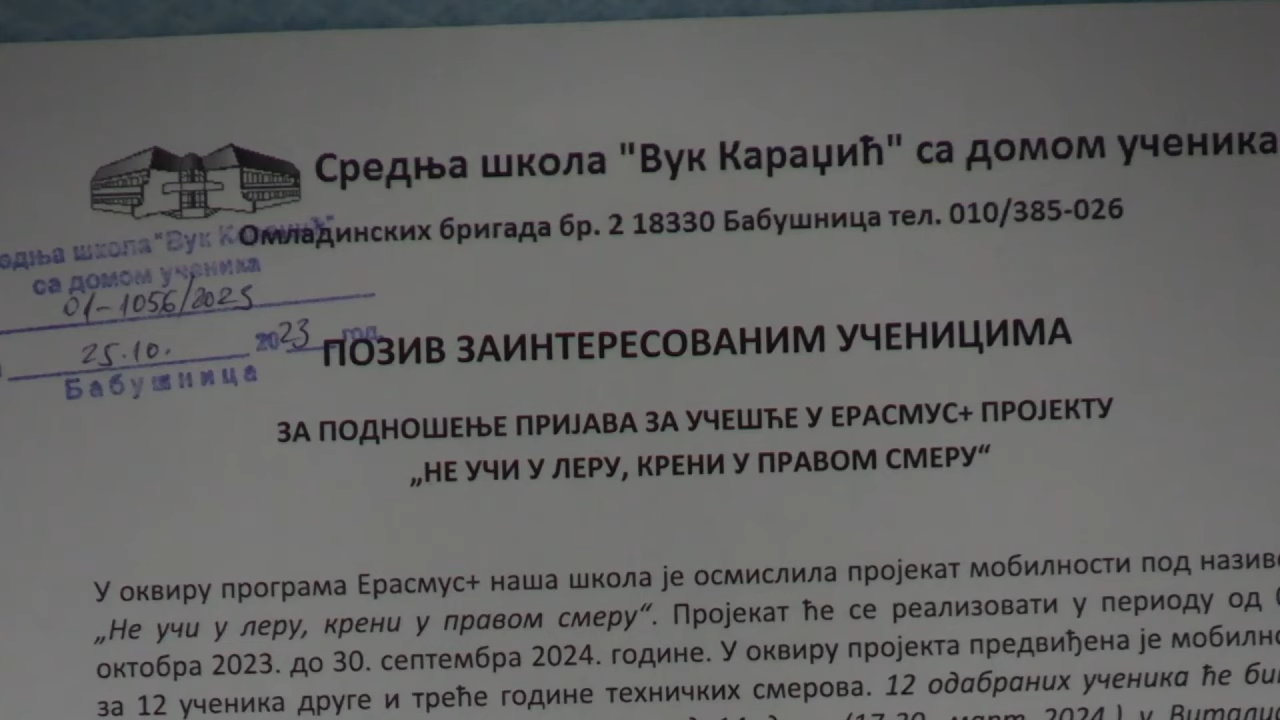 Средња школа "Вук Караџић" са домом ученика
Омладинских бригада бр. 2 18330 Бабушница тел. 010/385-026
школа "Вук
са домом ученика
01-1056/2023
25.10. 2023 год.
Бабушница
ПОЗИВ ЗАИНТЕРЕСОВАНИМ УЧЕНИЦИМА
ЗА ПОДНОШЕЊЕ ПРИЈАВА ЗА УЧЕШЋЕ У ЕРАСМУС+ ПРОЈЕКТУ
„НЕ УЧИ У ЛЕРУ, КРЕНИ У ПРАВОМ СМЕРУ“
У оквиру програма Ерасмус+ наша школа је осмислила пројекат мобилности под
„Не учи у леру, крени у правом смеру“. Пројекат ће се реализовати у периоду од
октобра 2023. до 30. септембра 2024. године. У оквиру пројекта предвиђена је
за 12 ученика друге и треће године техничких смерова. 12 одабраних ученика ће